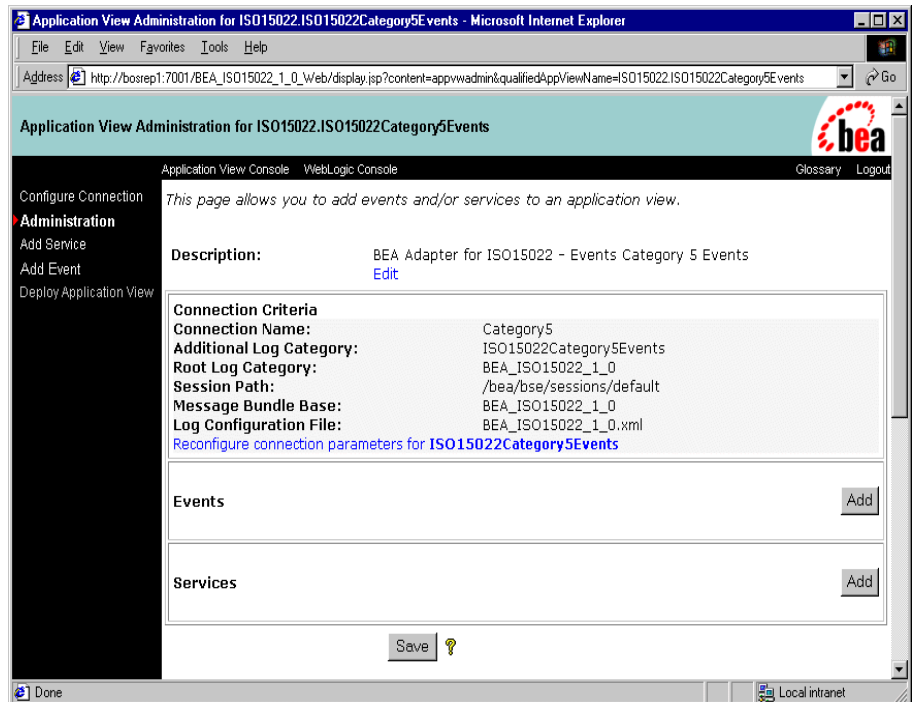 Application View Administration for ISO15022.ISO15022Category5Events - Microsoft Internet Explorer
File Edit View Favorites Tools Help
Address http://bosrep1:7001/BEA_ISO15022_1_0_Web/display.jsp?content=appvwadmin&qualifiedAppViewName=ISO15022.ISO15022Category5Events Go
Application View Administration for ISO15022.ISO15022Category5Events
bea
Application View Console WebLogic Console Glossary Logout
Configure Connection
Administration
Add Service
Add Event
Deploy Application View
This page allows you to add events and/or services to an application view.
Description: BEA Adapter for ISO15022 - Events Category 5 Events
Edit
Connection Criteria
Connection Name: Category5
Additional Log Category: ISO15022Category5Events
Root Log Category: BEA_ISO15022_1_0
Session Path: /bea/bse/sessions/default
Message Bundle Base: BEA_ISO15022_1_0
Log Configuration File: BEA_ISO15022_1_0.xml
Reconfigure connection parameters for ISO15022Category5Events
Events Add
Services Add
Save ?
Done Local intranet